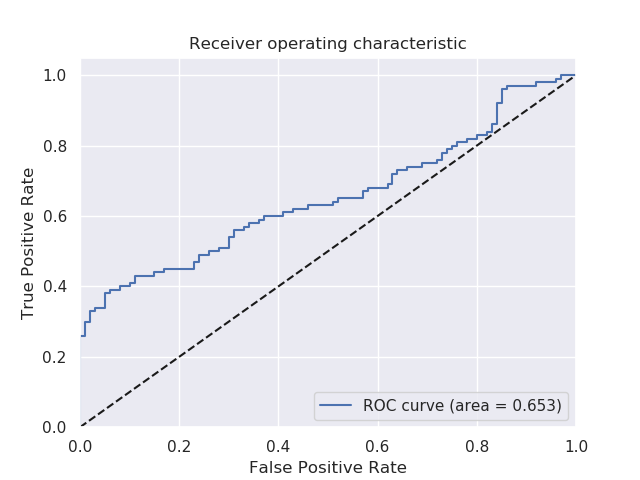 Receiver operating characteristic
True Positive Rate
1.0
0.8
0.6
0.4
0.2
0.0
ROC curve (area = 0.653)
0.0 0.2 0.4 0.6 0.8 1.0
False Positive Rate